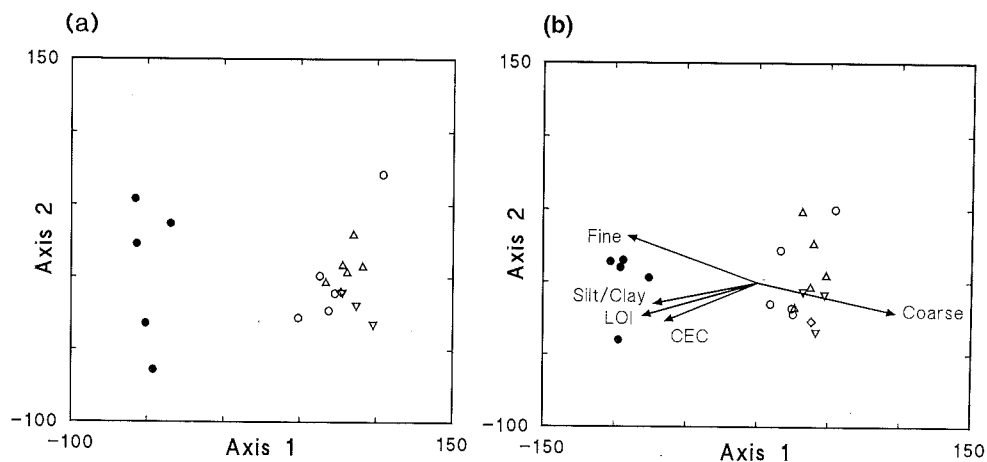 (a)
150
Axis 2
-100
-100
Axis 1
150
(b)
150
Axis 2
Fine
Silt/Clay
LOI
CEC
Coarse
-100
-150
Axis 1
150